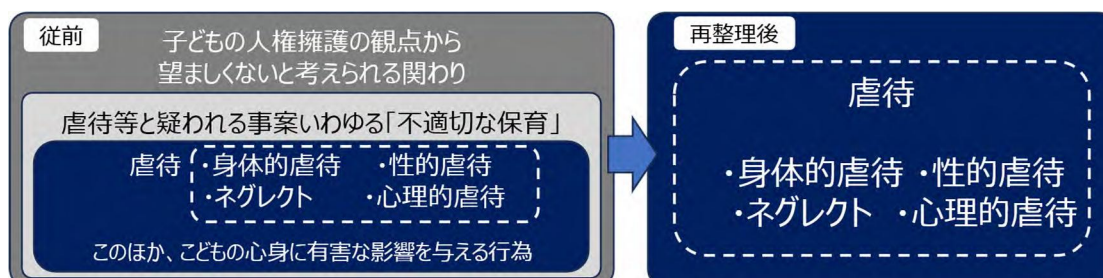 従前
子どもの人権擁護の観点から
望ましくないと考えられる関わり
虐待等と疑われる事案いわゆる「不適切な保育」
虐待
・身体的虐待 ・性的虐待
・ネグレクト ・心理的虐待
このほか、こどもの心身に有害な影響を与える行為
再整理後
虐待
・身体的虐待 ・性的虐待
・ネグレクト ・心理的虐待